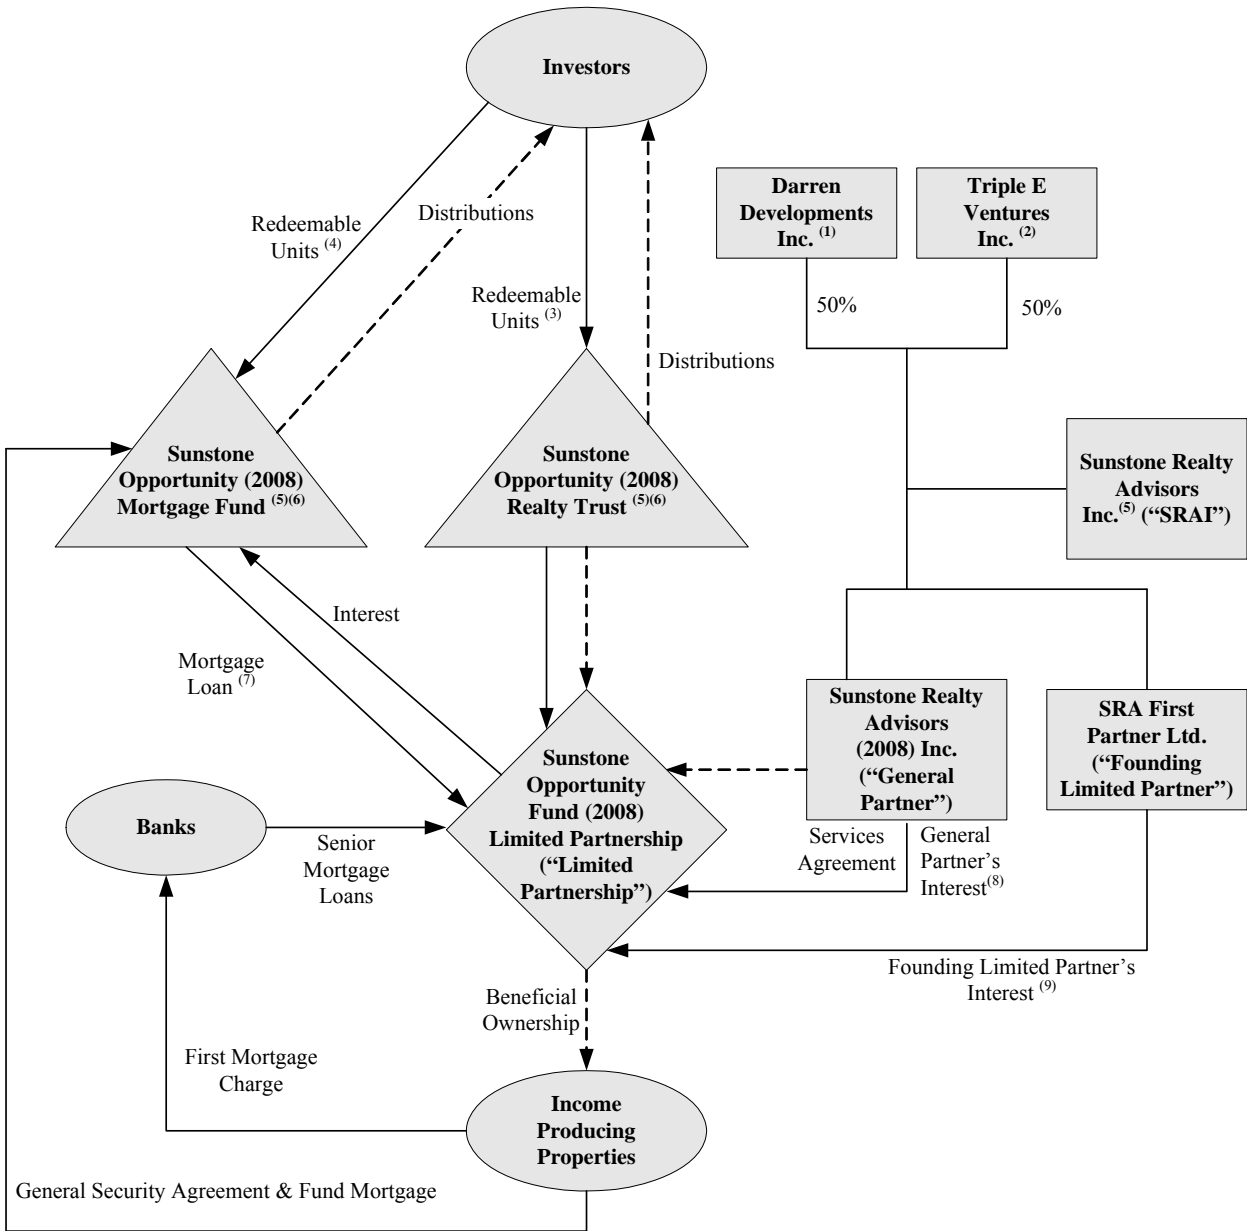 Investors
Darren
Developments
Inc. (1)
Triple E
Ventures
Inc. (2)
Redeemable
Units (4)
Distributions
Redeemable
Units (3)
50%
50%
Distributions
Sunstone
Opportunity (2008)
Mortgage Fund (5)(6)
Sunstone
Opportunity (2008)
Realty Trust (5)(6)
Sunstone Realty
Advisors
Inc.(5) (“SRAI”)
Interest
Mortgage
Loan (7)
Sunstone Realty
Advisors
(2008) Inc.
(“General
Partner”)
SRA First
Partner Ltd.
(“Founding
Limited Partner”)
Sunstone
Opportunity
Fund (2008)
Limited Partnership
(“Limited
Partnership”)
Banks
Senior
Mortgage
Loans
Services
Agreement
General
Partner’s
Interest(8)
Founding Limited Partner’s
Interest (9)
Beneficial
Ownership
First Mortgage
Charge
Income
Producing
Properties
General Security Agreement & Fund Mortgage